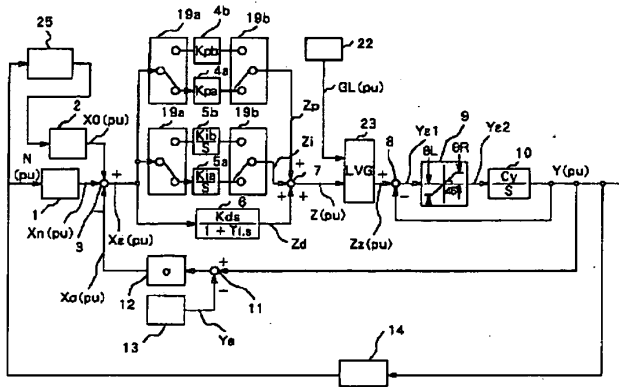 25
19a
4b
19b
22
Kpb
4a
Kpa
GL(pu)
2
X0(pu)
5b
19b
19a
Zp
23
Kib
S
Zi
5a
Kia
S
LVG
8
Yε1
9
Yε2
10
θL
θR
45°
Cy
S
Y(pu)
N
(pu)
1
Xn(pu)
3
Xε(pu)
6
Kds
1 + Ti.s
7
Z(pu)
Zz(pu)
Zd
Xσ(pu)
12
σ
11
13
Ya
14
+
+
+
+
+
−
+
−